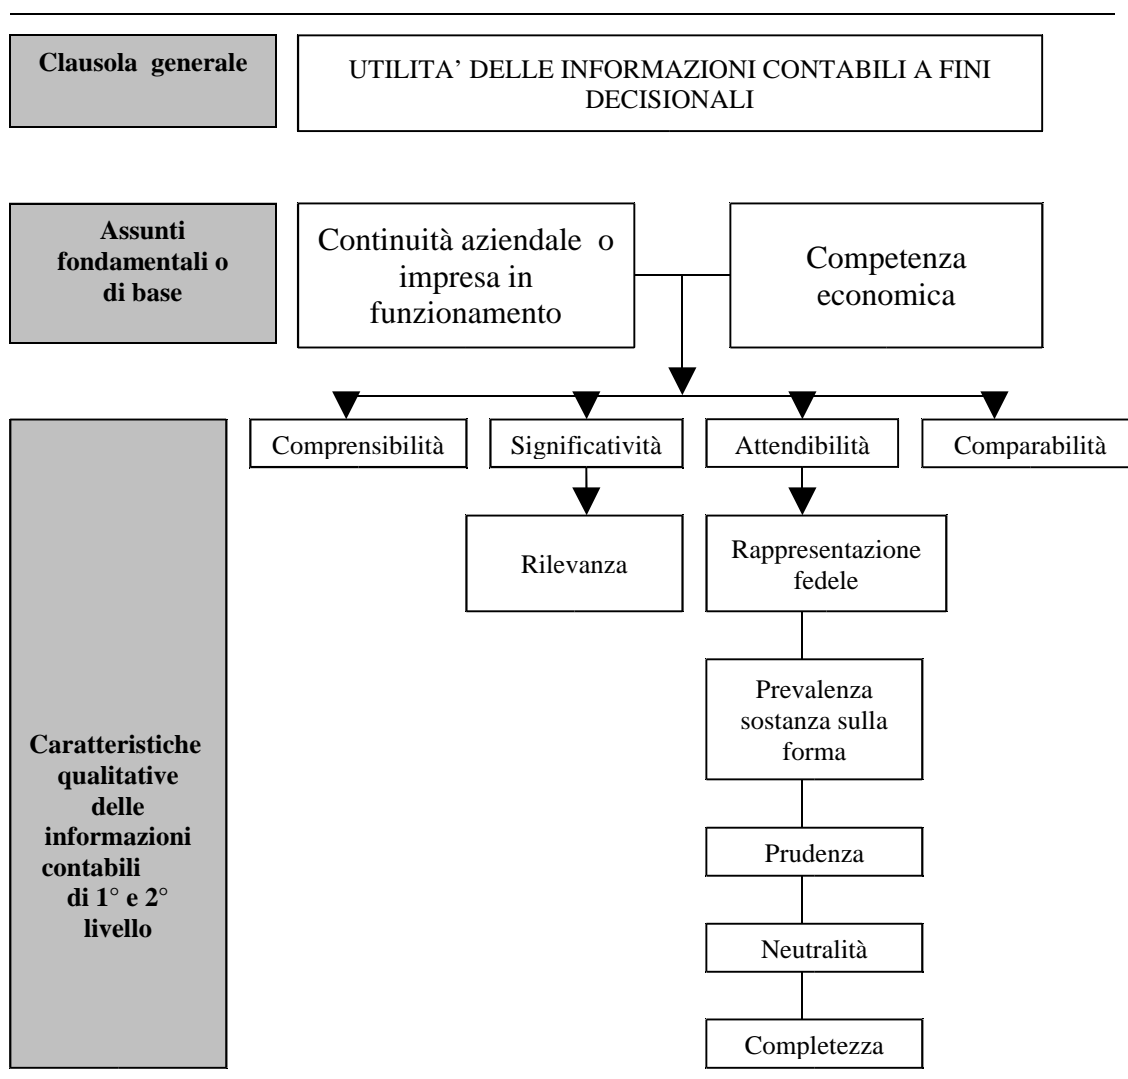 Clausola generale
UTILITA’ DELLE INFORMAZIONI CONTABILI A FINI
DECISIONALI
Assunti
fondamentali o
di base
Continuità aziendale o
impresa in
funzionamento
Competenza
economica
Comprensibilità
Significatività
Attendibilità
Comparabilità
Rilevanza
Rappresentazione
fedele
Prevalenza
sostanza sulla
forma
Caratteristiche
qualitative
delle
informazioni
contabili
di 1° e 2°
livello
Prudenza
Neutralità
Completezza